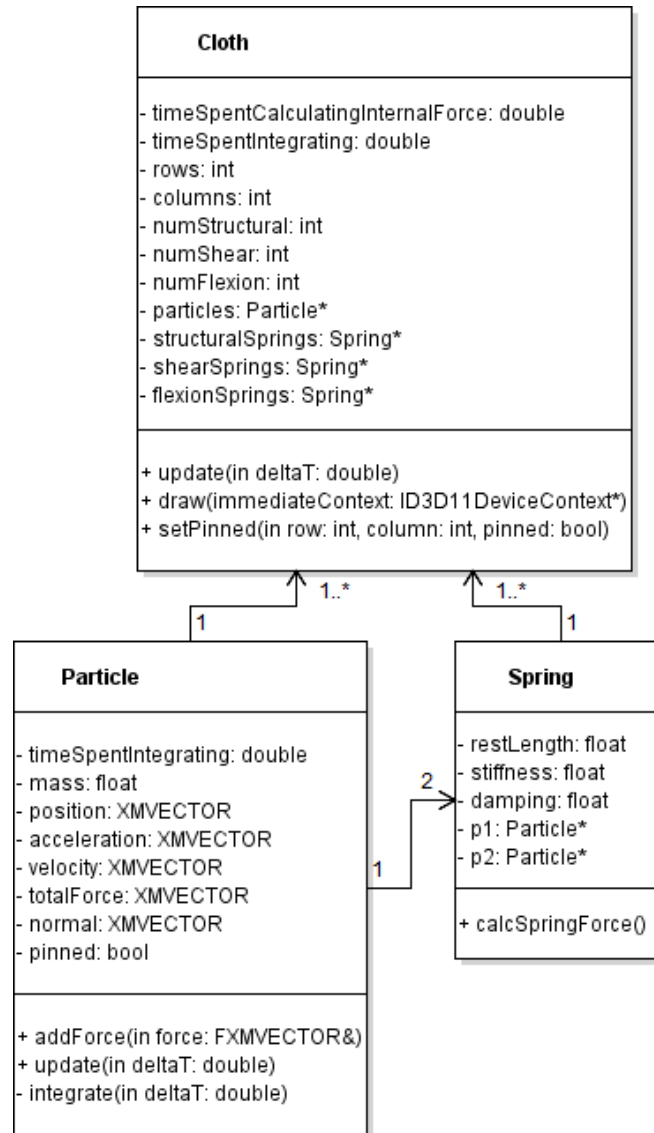 Cloth
- timeSpentCalculatingInternalForce: double
- timeSpentIntegrating: double
- rows: int
- columns: int
- numStructural: int
- numShear: int
- numFlexion: int
- particles: Particle*
- structuralSprings: Spring*
- shearSprings: Spring*
- flexionSprings: Spring*
+ update(in deltaT: double)
+ draw(immediateContext: ID3D11DeviceContext*)
+ setPinned(in row: int, column: int, pinned: bool)
1..*
1..*
1
1
Particle
- timeSpentIntegrating: double
- mass: float
- position: XMVECTOR
- acceleration: XMVECTOR
- velocity: XMVECTOR
- totalForce: XMVECTOR
- normal: XMVECTOR
- pinned: bool
+ addForce(in force: FXMVECTOR&)
+ update(in deltaT: double)
- integrate(in deltaT: double)
2
1
Spring
- restLength: float
- stiffness: float
- damping: float
- p1: Particle*
- p2: Particle*
+ calcSpringForce()